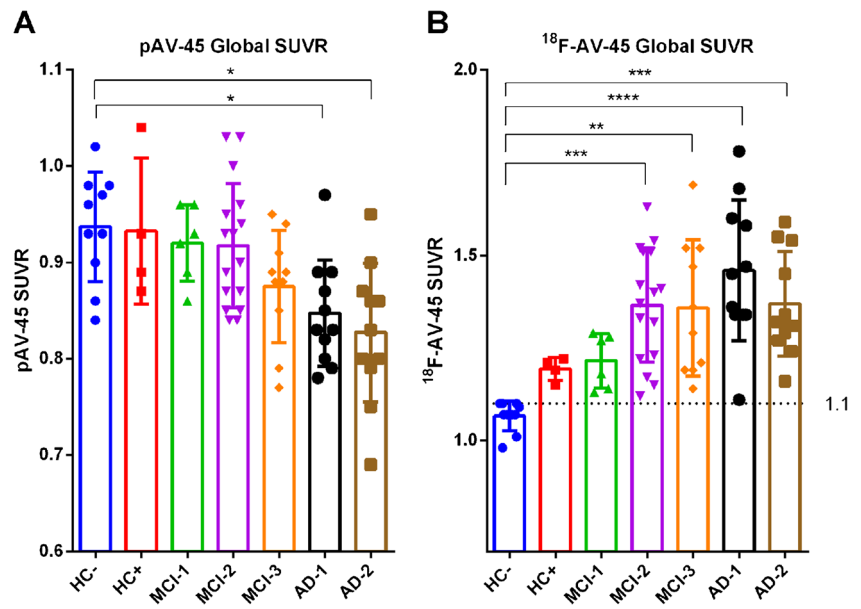 A
pAV-45 Global SUVR
pAV-45 SUVR
1.1
1.0
0.9
0.8
0.7
0.6
*
*
HC-
HC+
MCI-1
MCI-2
MCI-3
AD-1
AD-2
B
¹⁸F-AV-45 Global SUVR
¹⁸F-AV-45 SUVR
2.0
1.5
1.0
***
****
**
***
1.1
HC-
HC+
MCI-1
MCI-2
MCI-3
AD-1
AD-2